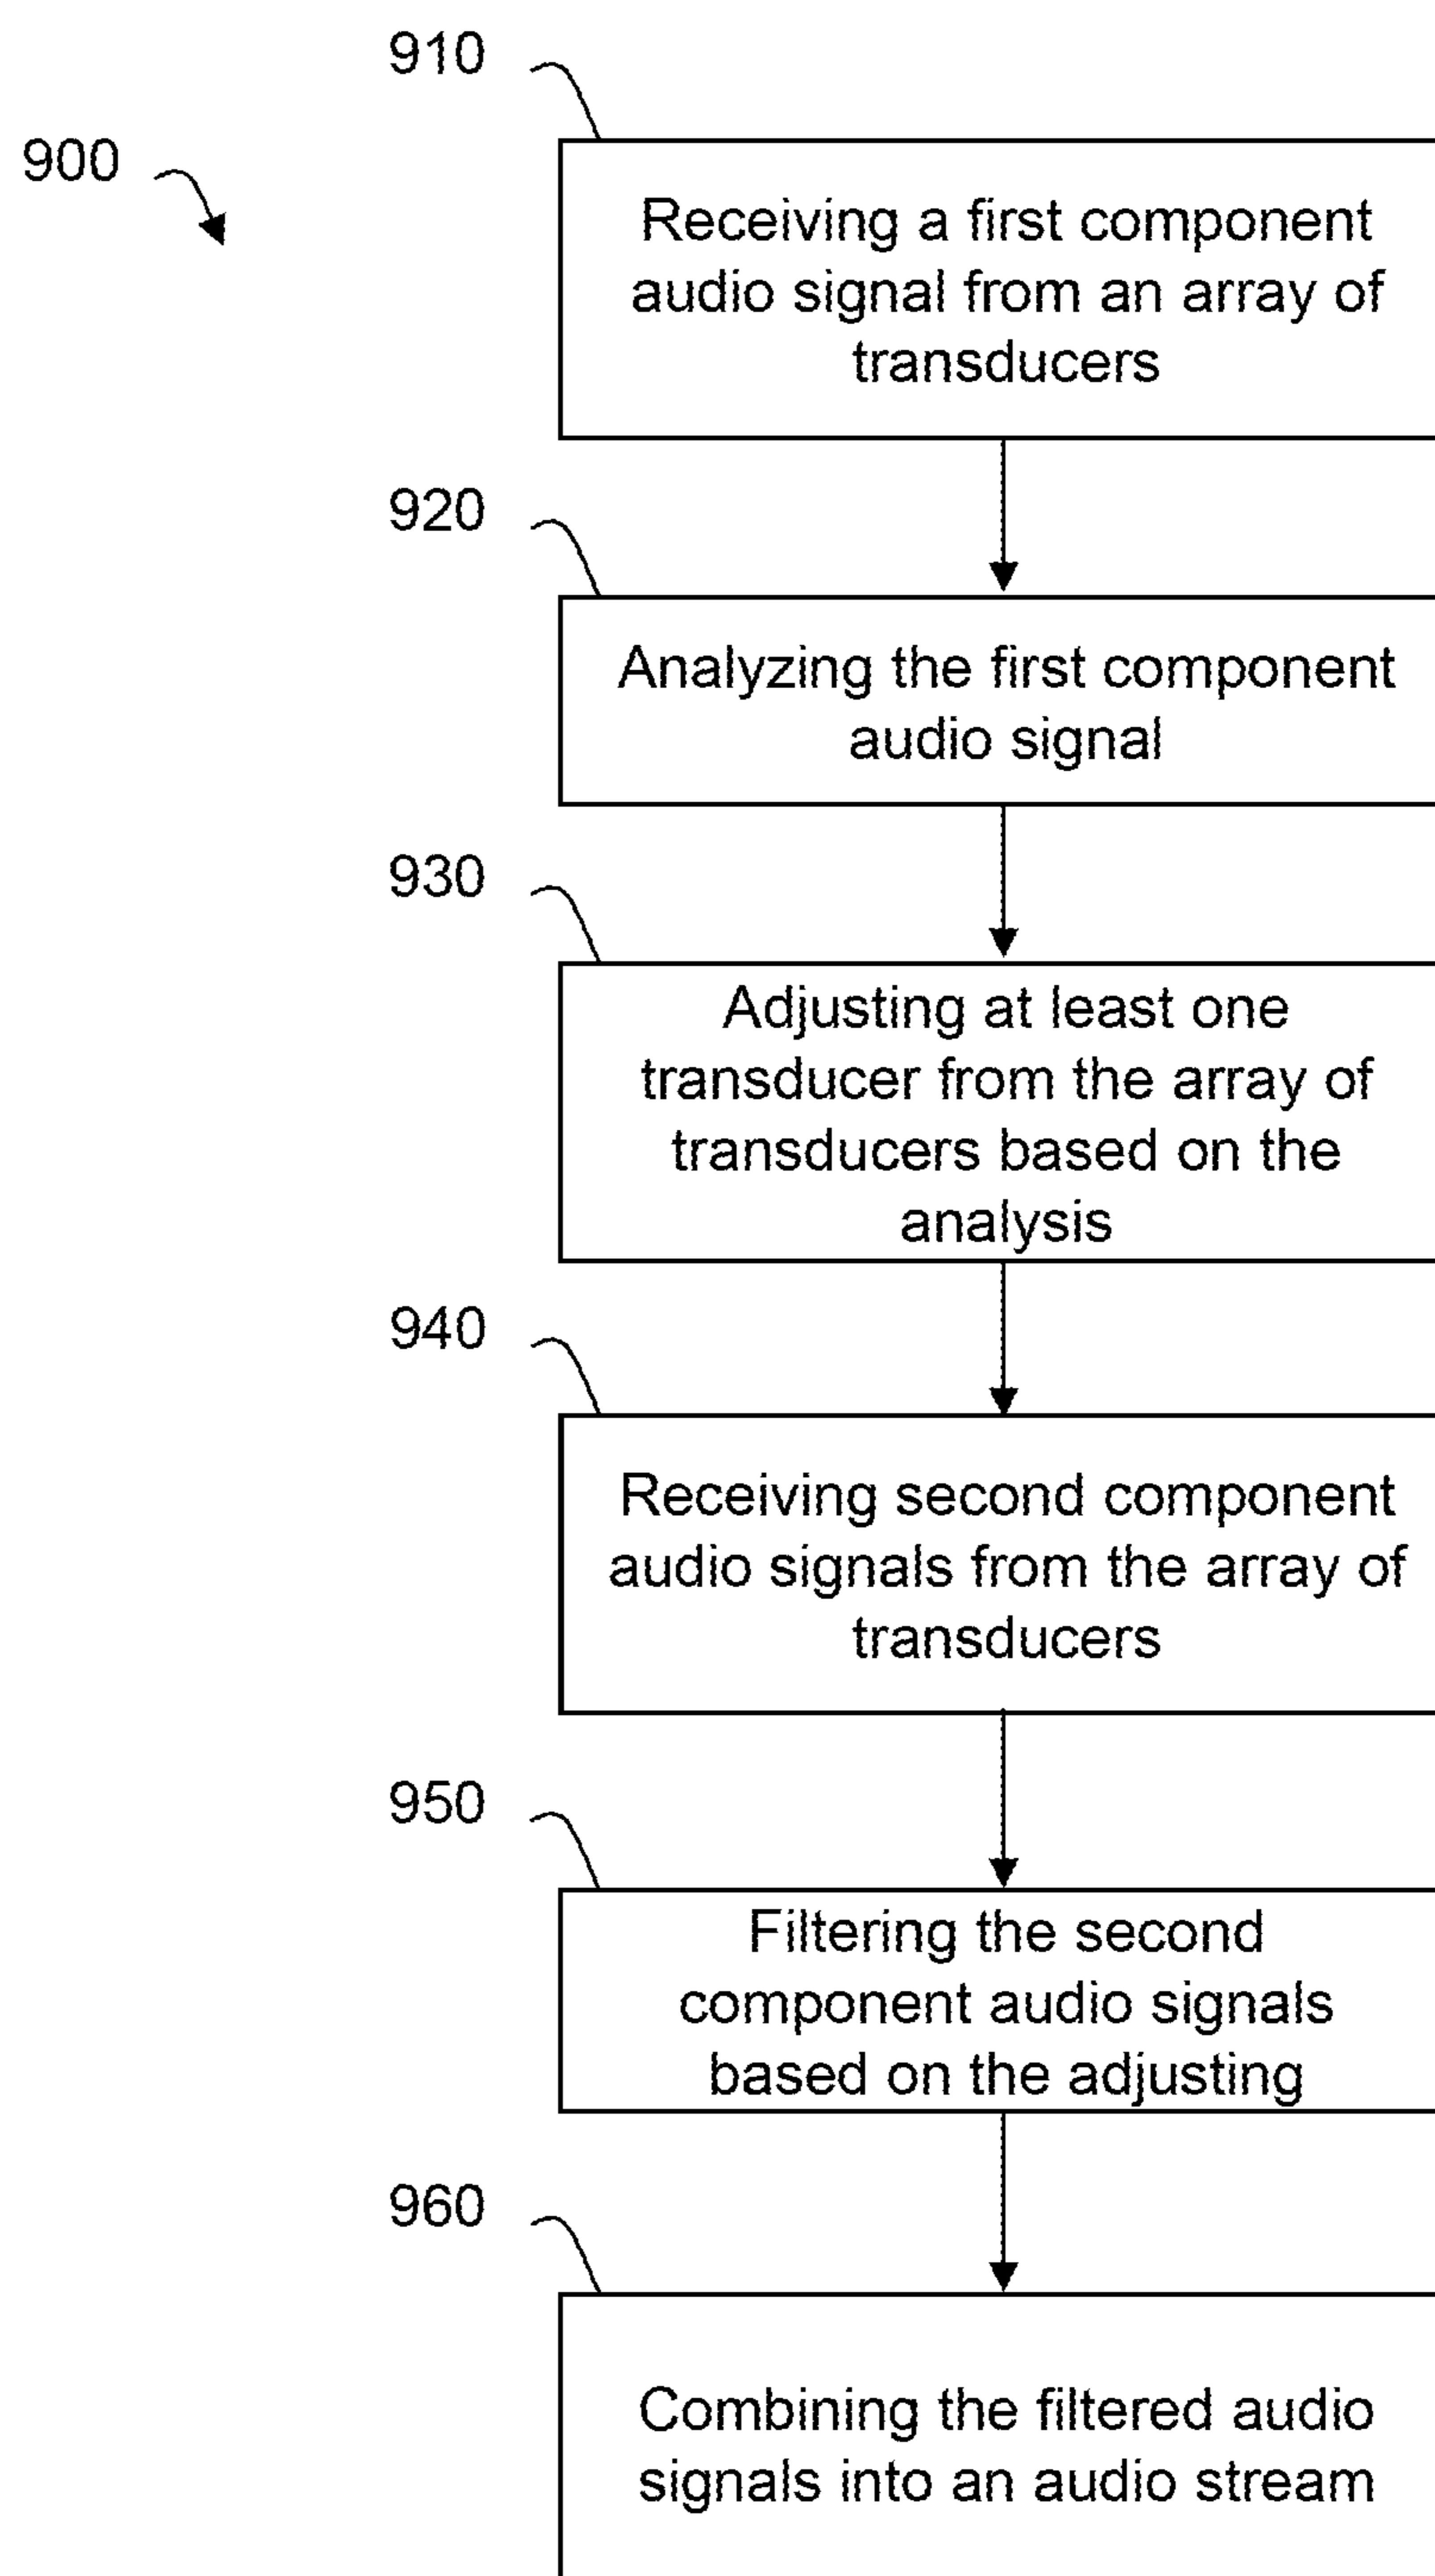 910
900
Receiving a first component
audio signal from an array of
transducers
920
Analyzing the first component
audio signal
930
Adjusting at least one
transducer from the array of
transducers based on the
analysis
940
Receiving second component
audio signals from the array of
transducers
950
Filtering the second
component audio signals
based on the adjusting
960
Combining the filtered audio
signals into an audio stream